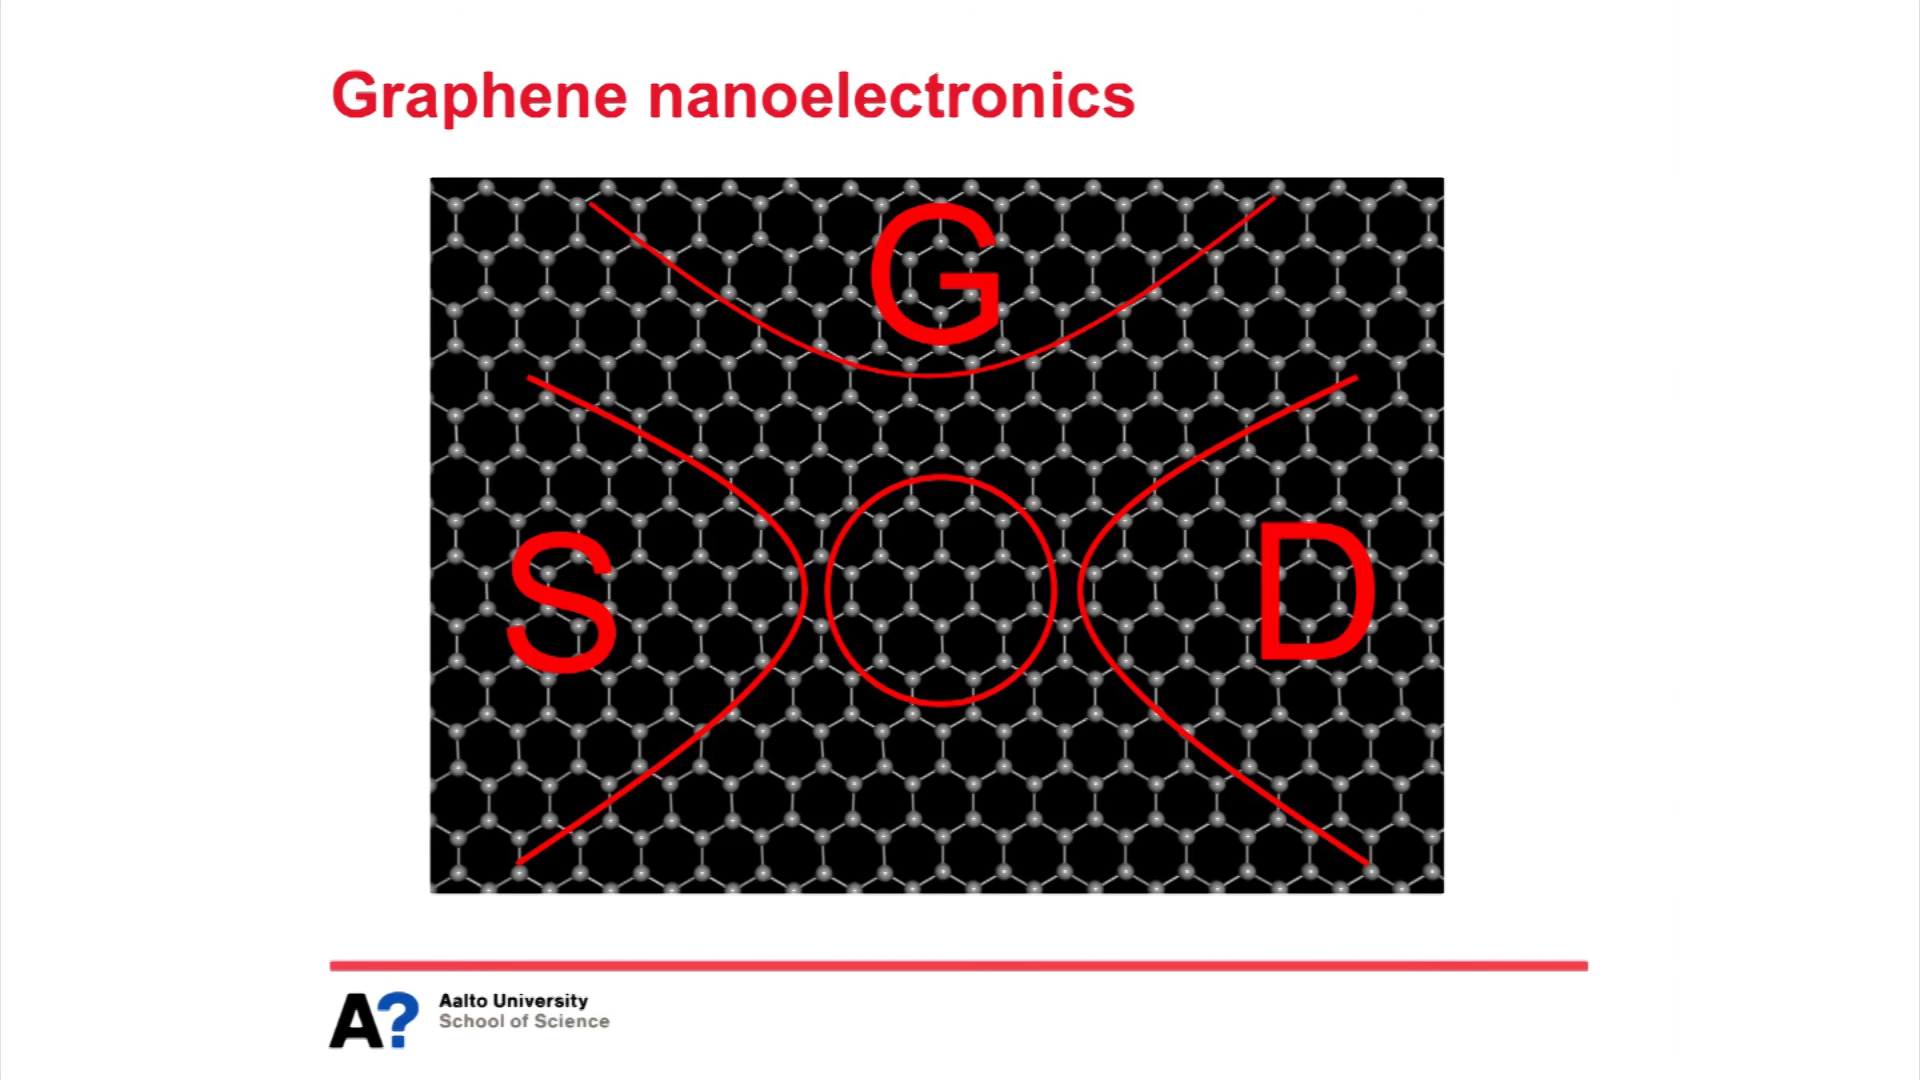 Graphene nanoelectronics
G
S
D
A?
Aalto University
School of Science